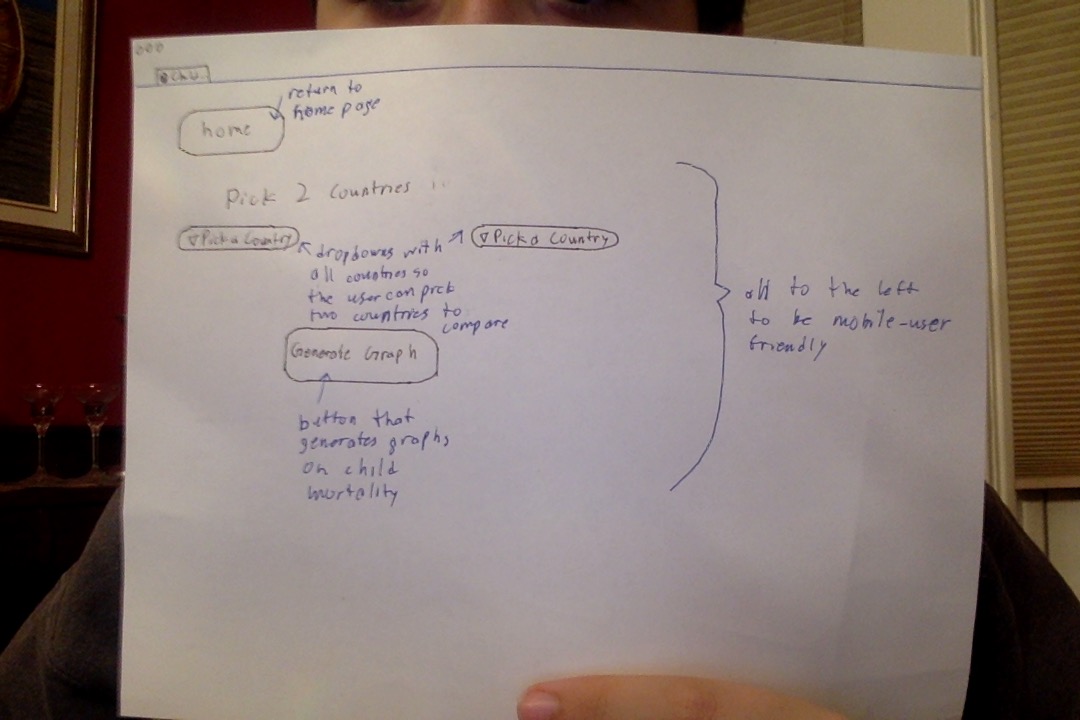 return to
home page
home
Pick 2 Countries ...
▽Pick a Country
▽Pick a Country
dropdowns with
all countries so
the user can pick
two countries to
compare
Generate Graph
button that
generates graphs
on child
mortality
all to the left
to be mobile-user
friendly